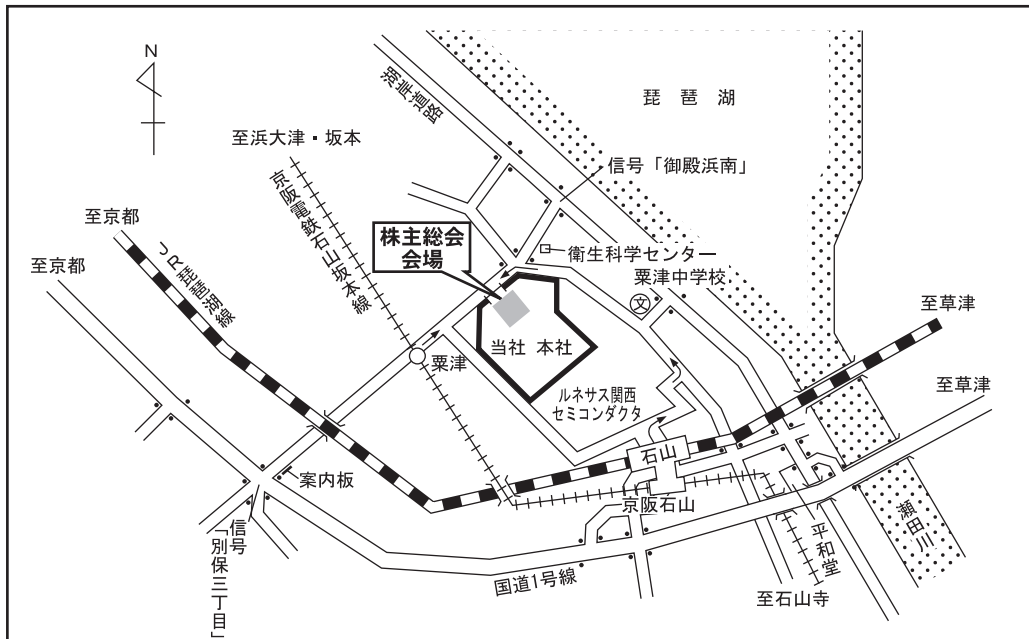 N
琵琶湖
湖岸道路
至浜大津・坂本
京阪電鉄石山坂本線
信号「御殿浜南」
至京都
JR琵琶湖線
株主総会
会場
衛生科学センター
至京都
粟津中学校
文
至草津
粟津
当社 本社
至草津
ルネサス関西
セミコンダクタ
石山
案内板
京阪石山
信号
「別保三丁目」
瀬田川
平和堂
国道1号線
至石山寺